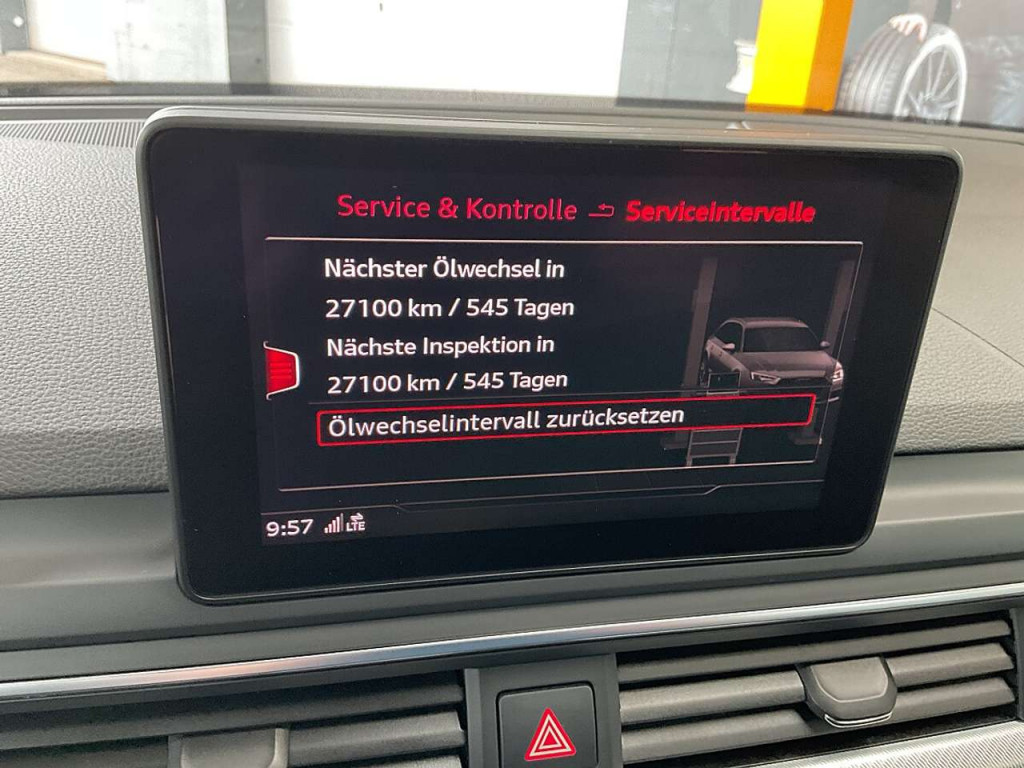 Service & Kontrolle Serviceintervalle
Nächster Ölwechsel in
27100 km / 545 Tagen
Nächste Inspektion in
27100 km / 545 Tagen
Ölwechselintervall zurücksetzen
9:57 LTE